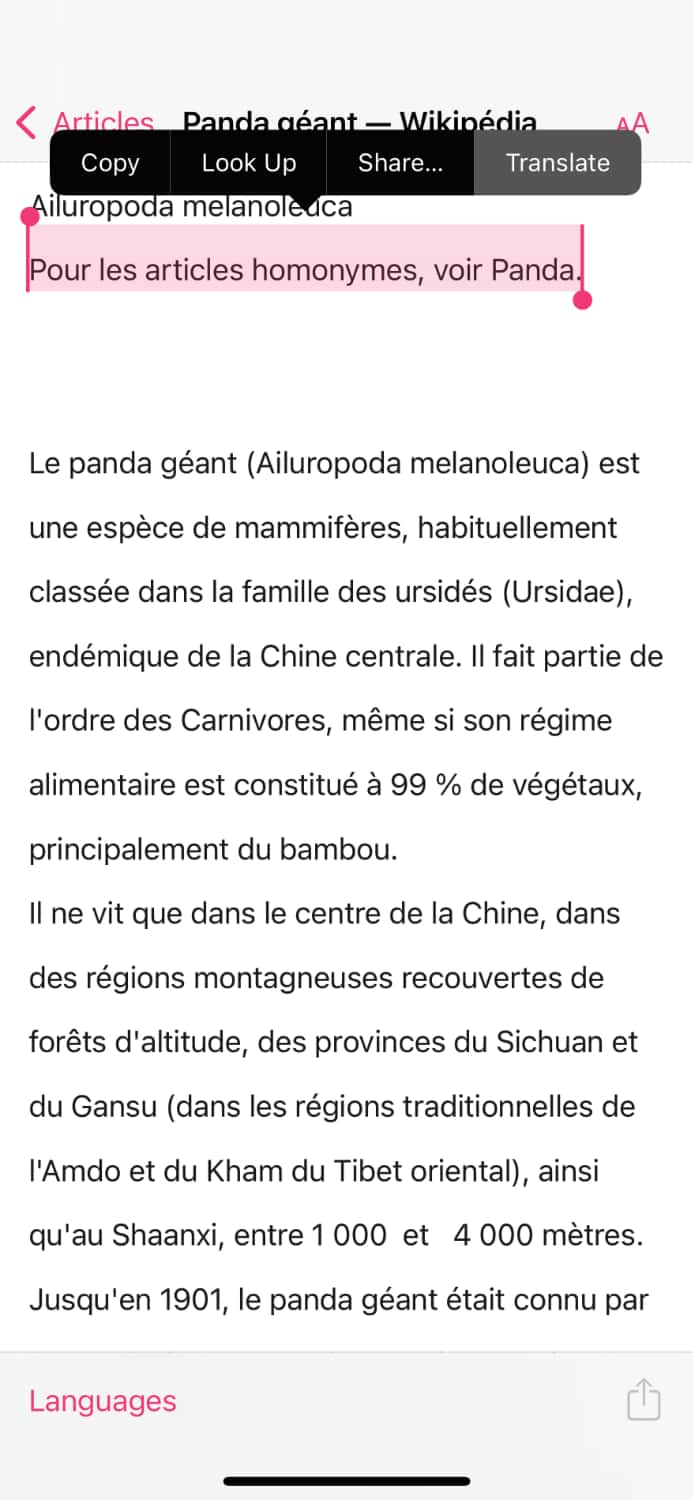 Articles
Panda géant — Wikipédia
AA
Copy
Look Up
Share...
Translate
Ailuropoda melanoleuca
Pour les articles homonymes, voir Panda.
Le panda géant (Ailuropoda melanoleuca) est
une espèce de mammifères, habituellement
classée dans la famille des ursidés (Ursidae),
endémique de la Chine centrale. Il fait partie de
l'ordre des Carnivores, même si son régime
alimentaire est constitué à 99 % de végétaux,
principalement du bambou.
Il ne vit que dans le centre de la Chine, dans
des régions montagneuses recouvertes de
forêts d'altitude, des provinces du Sichuan et
du Gansu (dans les régions traditionnelles de
l'Amdo et du Kham du Tibet oriental), ainsi
qu'au Shaanxi, entre 1 000 et 4 000 mètres.
Jusqu'en 1901, le panda géant était connu par
Languages